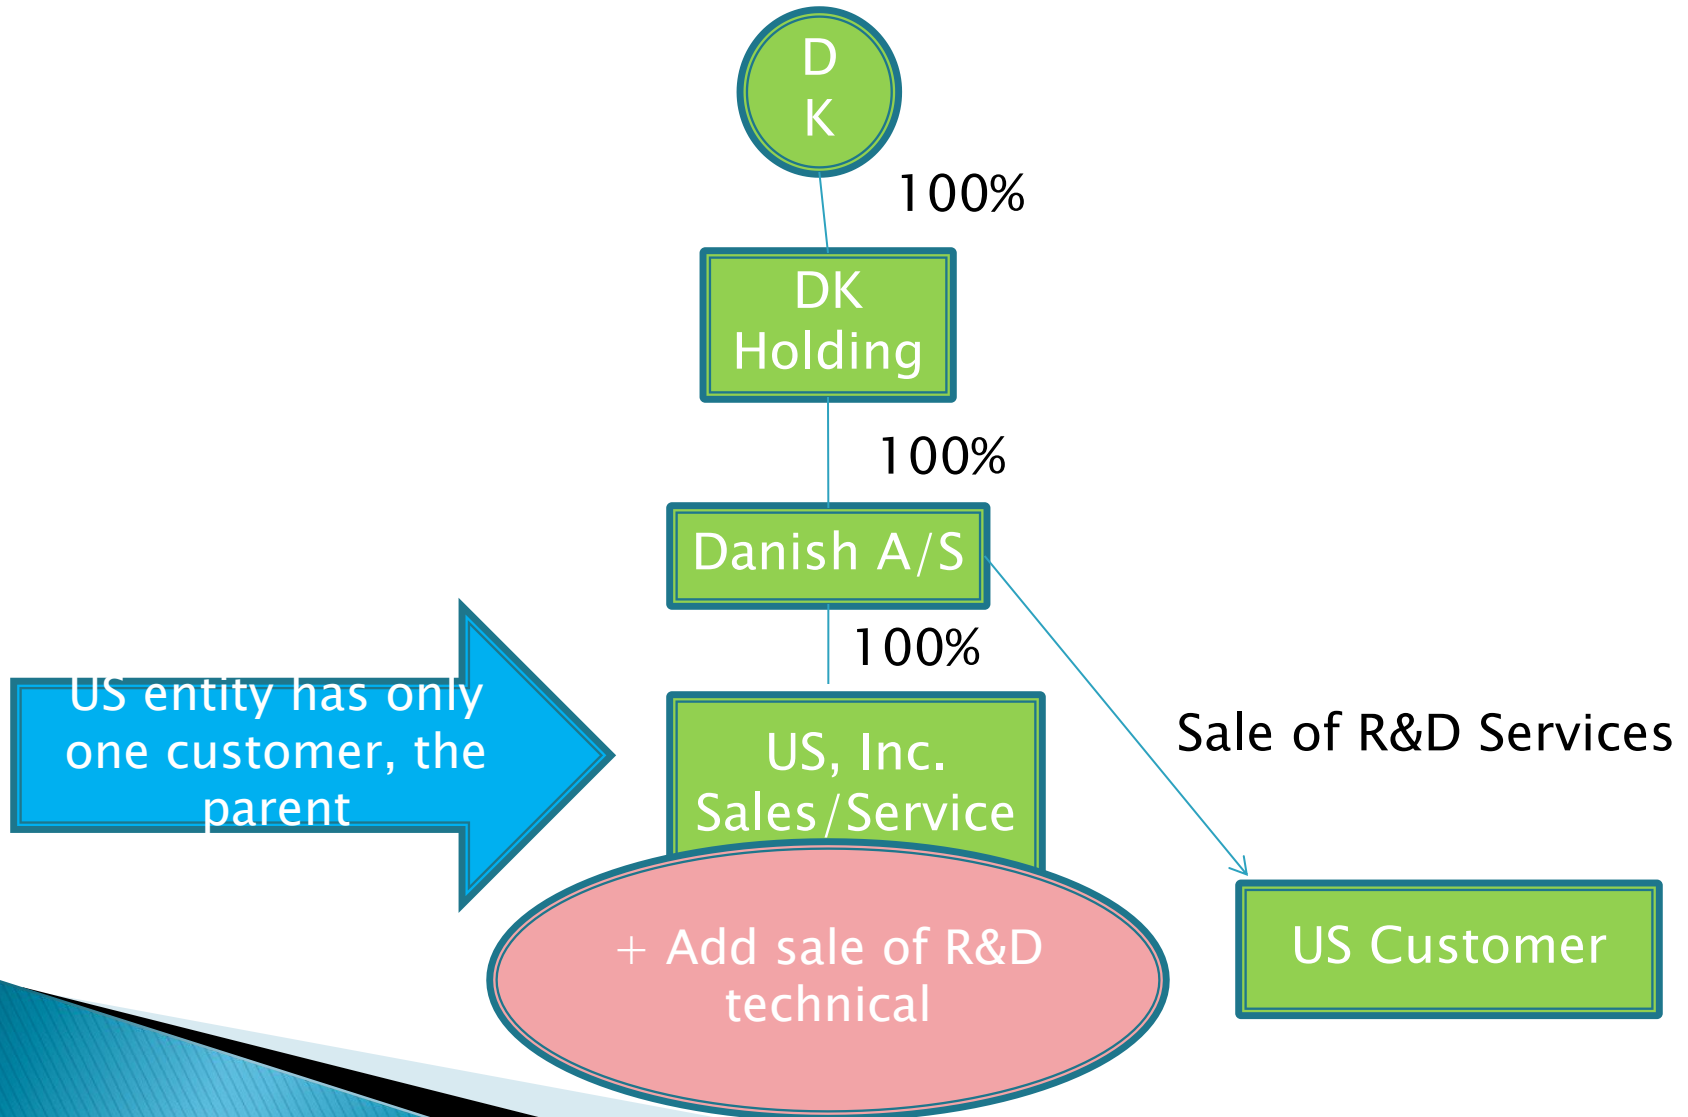 D
K
100%
DK
Holding
100%
Danish A/S
100%
US entity has only
one customer, the
parent
US, Inc.
Sales/Service
Sale of R&D Services
+ Add sale of R&D
technical
US Customer